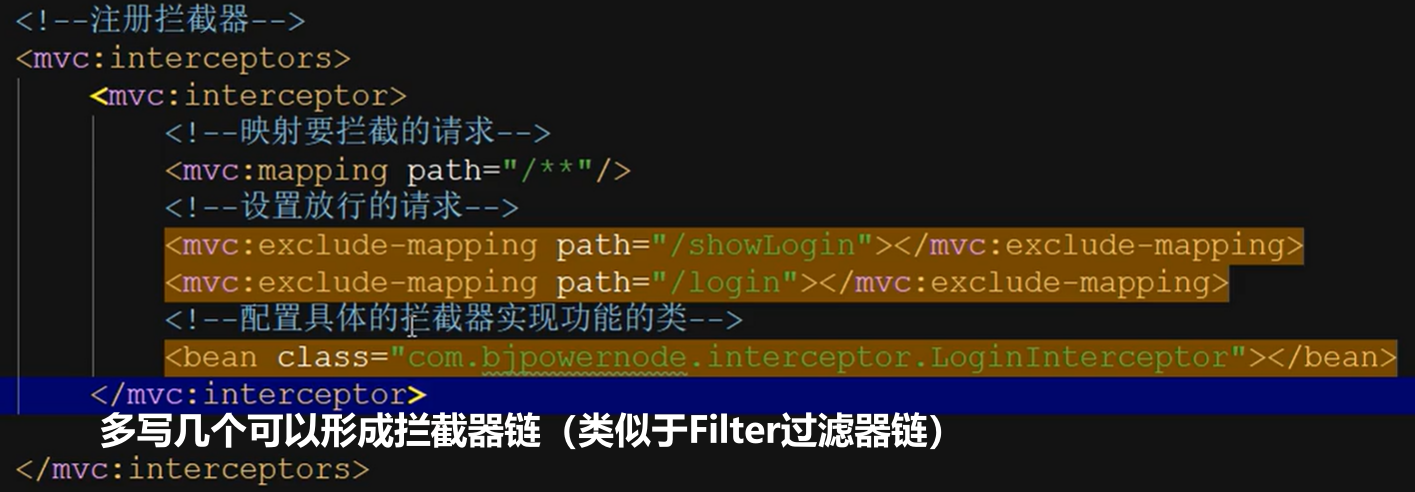 <!--注册拦截器-->
<mvc:interceptors>
<mvc:interceptor>
<!--映射要拦截的请求-->
<mvc:mapping path="/**"/>
<!--设置放行的请求-->
<mvc:exclude-mapping path="/showLogin"></mvc:exclude-mapping>
<mvc:exclude-mapping path="/login"></mvc:exclude-mapping>
<!--配置具体的拦截器实现功能的类-->
<bean class="com.bjpowernode.interceptor.LoginInterceptor"></bean>
</mvc:interceptor>
多写几个可以形成拦截器链（类似于Filter过滤器链）
</mvc:interceptors>